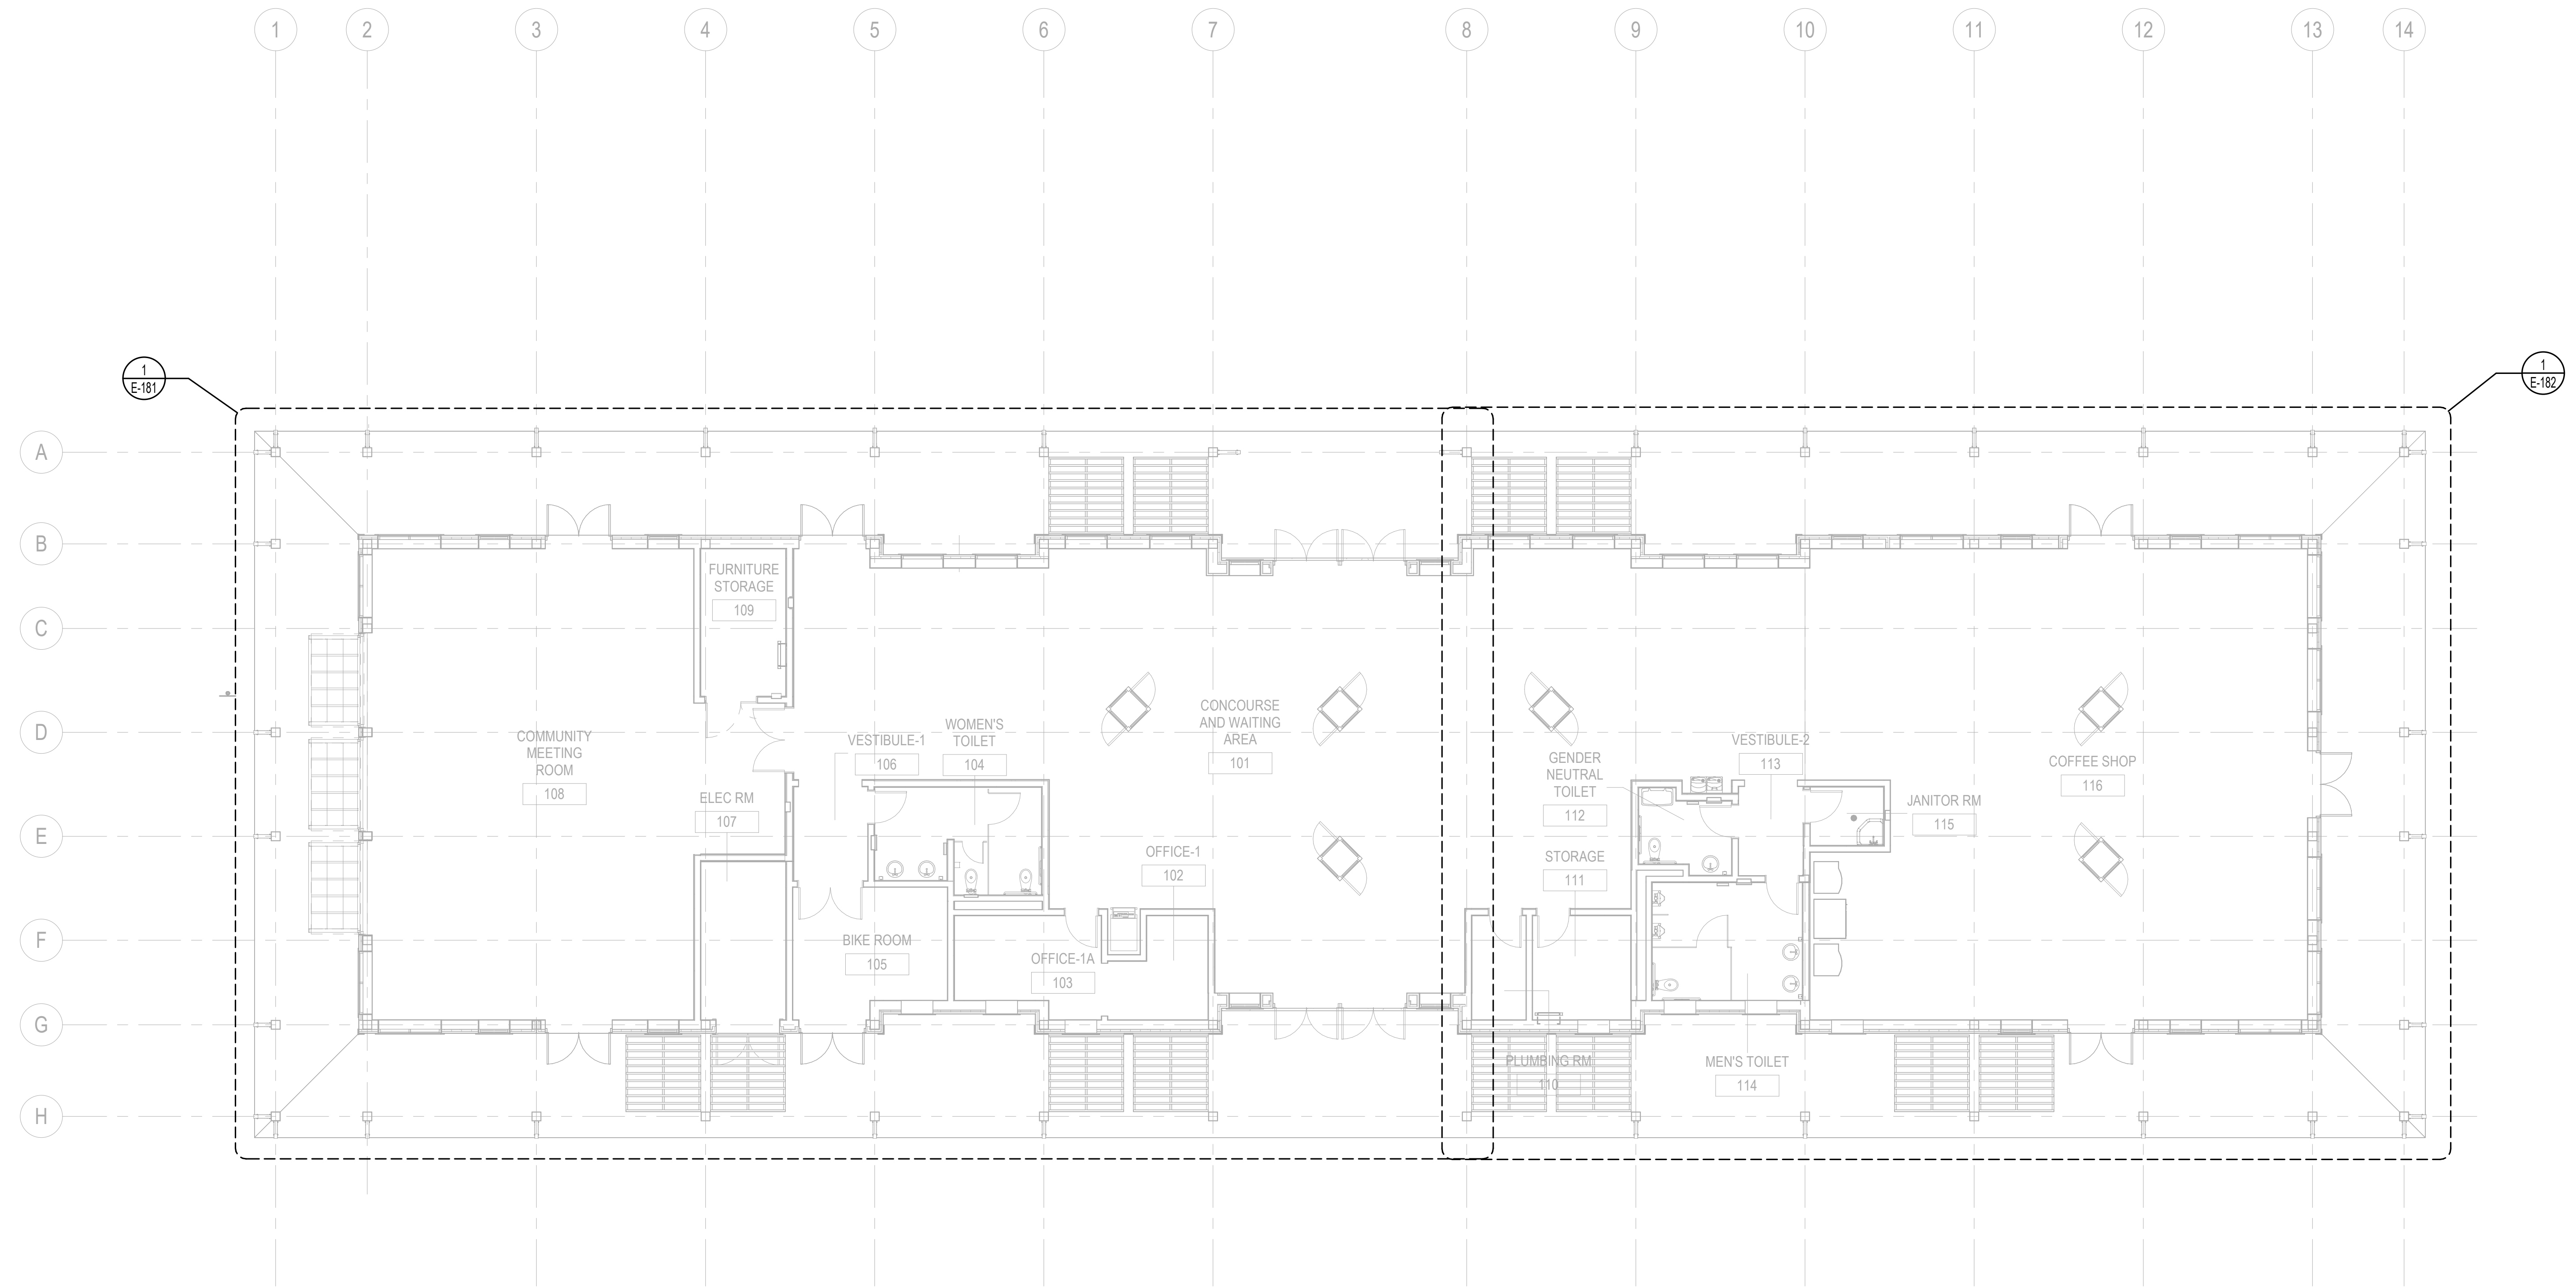 1
2
3
4
5
6
7
8
9
10
11
12
13
14
1
E-181
1
E-182
A
B
C
D
E
F
G
H
FURNITURE
STORAGE
109
COMMUNITY
MEETING
ROOM
108
ELEC RM
107
VESTIBULE-1
106
WOMEN'S
TOILET
104
CONCOURSE
AND WAITING
AREA
101
OFFICE-1
102
BIKE ROOM
105
OFFICE-1A
103
GENDER
NEUTRAL
TOILET
112
STORAGE
111
VESTIBULE-2
113
JANITOR RM
115
COFFEE SHOP
116
PLUMBING RM
110
MEN'S TOILET
114